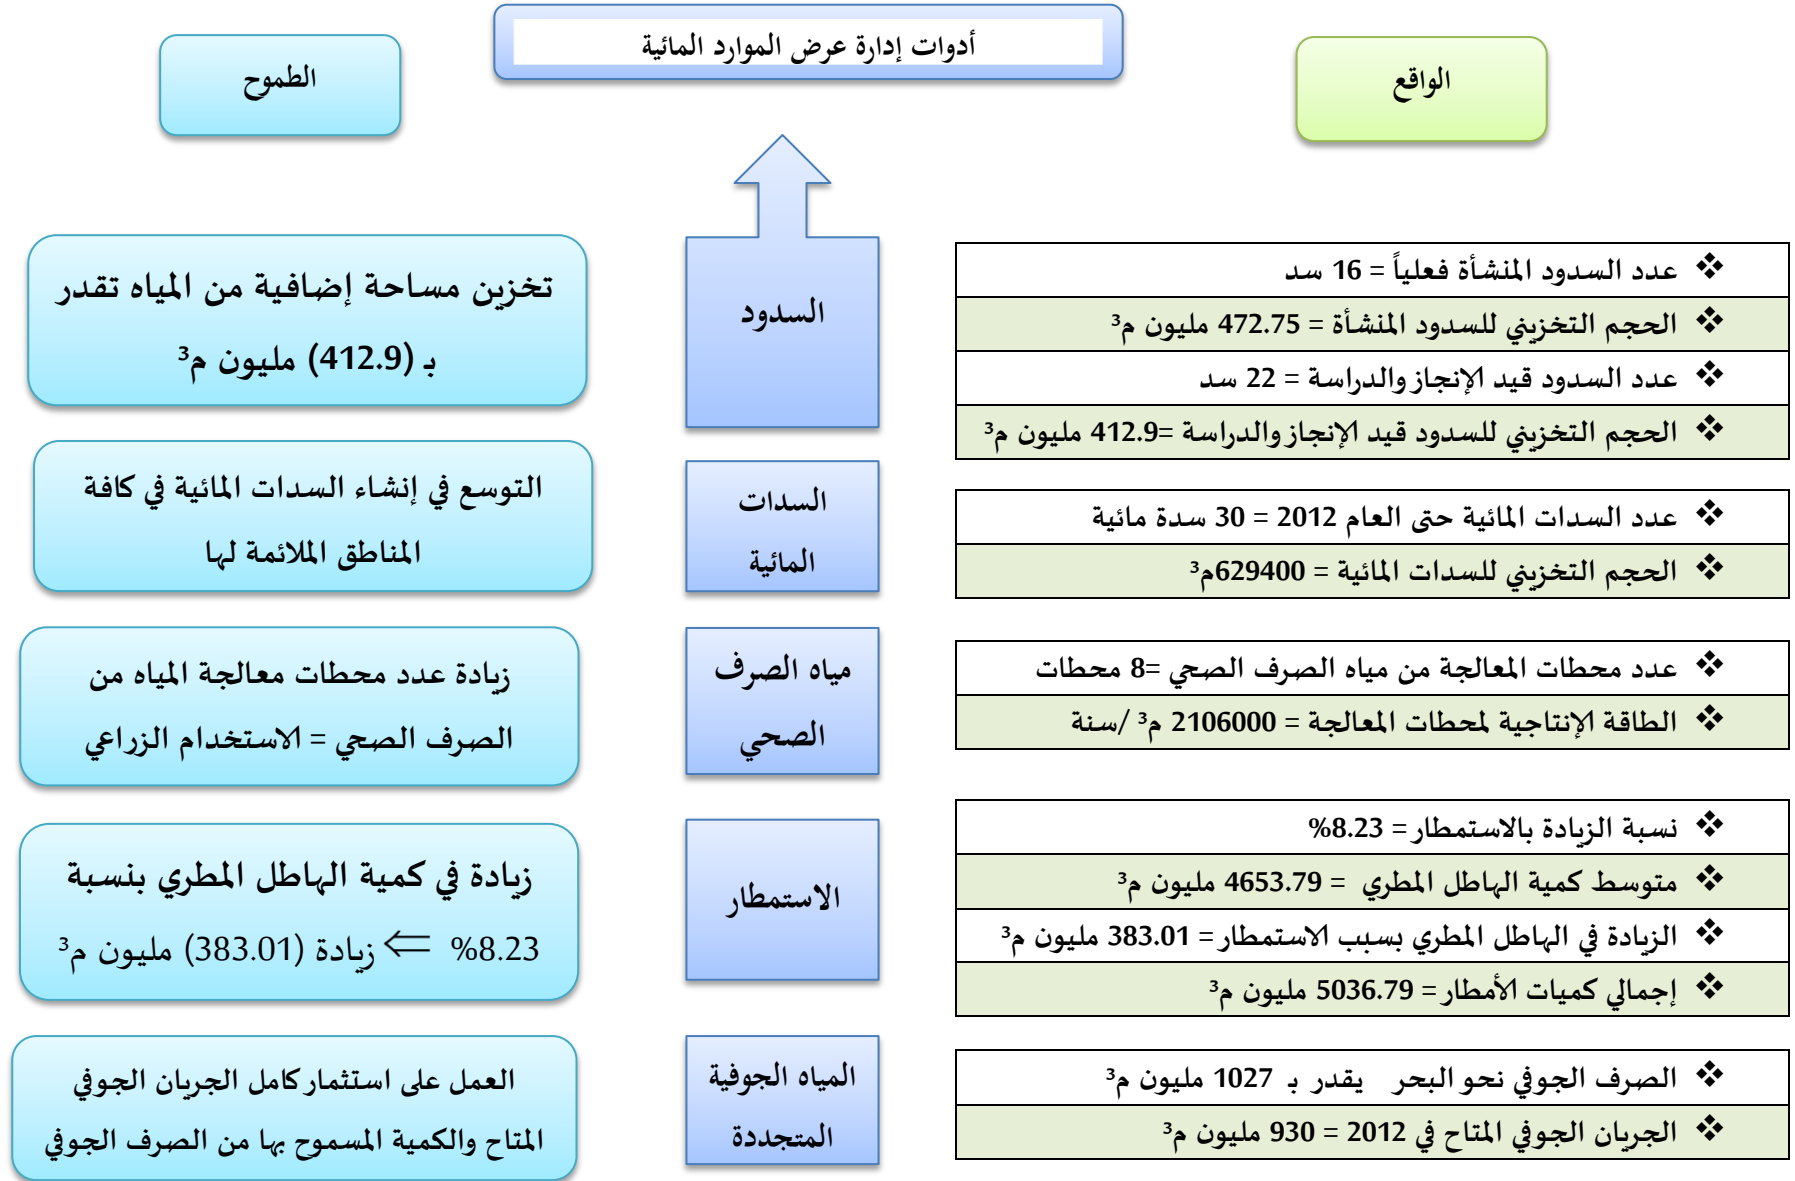 أدوات إدارة عرض الموارد المائية
الواقع
الطموح
❖ عدد السدود المنشأة فعلياً = 16 سد
❖ الحجم التخزيني للسدود المنشأة = 472.75 مليون م³
❖ عدد السدود قيد الإنجاز والدراسة = 22 سد
❖ الحجم التخزيني للسدود قيد الإنجاز والدراسة =412.9 مليون م³
السدود
تخزين مساحة إضافية من المياه تقدر
بـ (412.9) مليون م³
❖ عدد السدات المائية حتى العام 2012 = 30 سدة مائية
❖ الحجم التخزيني للسدات المائية = 629400م³
السدات
المائية
التوسع في إنشاء السدات المائية في كافة
المناطق الملائمة لها
❖ عدد محطات المعالجة من مياه الصرف الصحي =8 محطات
❖ الطاقة الإنتاجية لمحطات المعالجة = 2106000 م³ /سنة
مياه الصرف
الصحي
زيادة عدد محطات معالجة المياه من
الصرف الصحي = الاستخدام الزراعي
❖ نسبة الزيادة بالاستمطار = 8.23%
❖ متوسط كمية الهاطل المطري = 4653.79 مليون م³
❖ الزيادة في الهاطل المطري بسبب الاستمطار = 383.01 مليون م³
❖ إجمالي كميات الأمطار = 5036.79 مليون م³
الاستمطار
زيادة في كمية الهاطل المطري بنسبة
8.23% ⇐ زيادة (383.01) مليون م³
❖ الصرف الجوفي نحو البحر يقدر بـ 1027 مليون م³
❖ الجريان الجوفي المتاح في 2012 = 930 مليون م³
المياه الجوفية
المتجددة
العمل على استثمار كامل الجريان الجوفي
المتاح والكمية المسموح بها من الصرف الجوفي